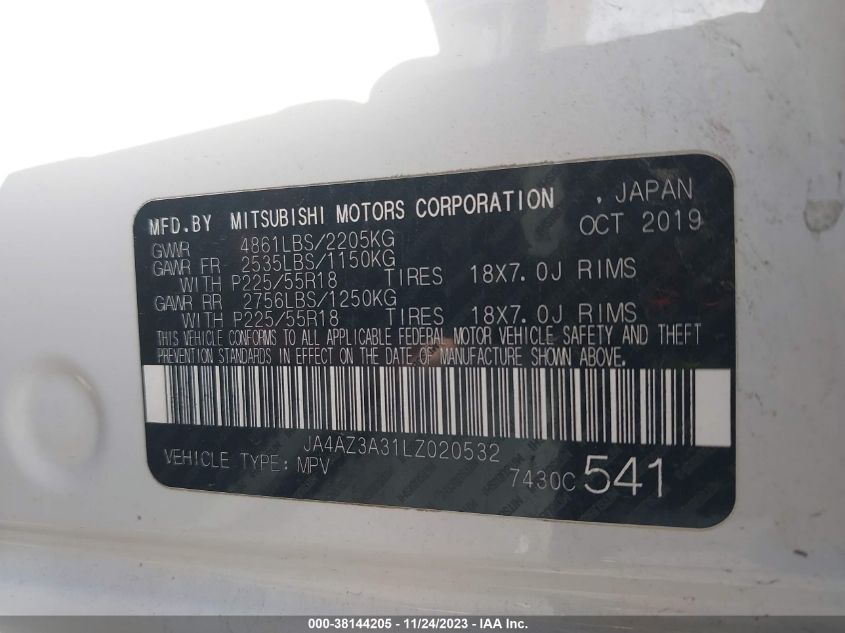 MFD.BY MITSUBISHI MOTORS CORPORATION , JAPAN
OCT 2019
GVWR 4861LBS/2205KG
GAWR FR 2535LBS/1150KG
WITH P225/55R18 TIRES 18X7.0J RIMS
GAWR RR 2756LBS/1250KG
WITH P225/55R18 TIRES 18X7.0J RIMS
THIS VEHICLE CONFORMS TO ALL APPLICABLE FEDERAL MOTOR VEHICLE SAFETY AND THEFT
PREVENTION STANDARDS IN EFFECT ON THE DATE OF MANUFACTURE SHOWN ABOVE.
JA4AZ3A31LZ020532
VEHICLE TYPE: MPV
7430C 541
000-38144205 - 11/24/2023 - IAA Inc.